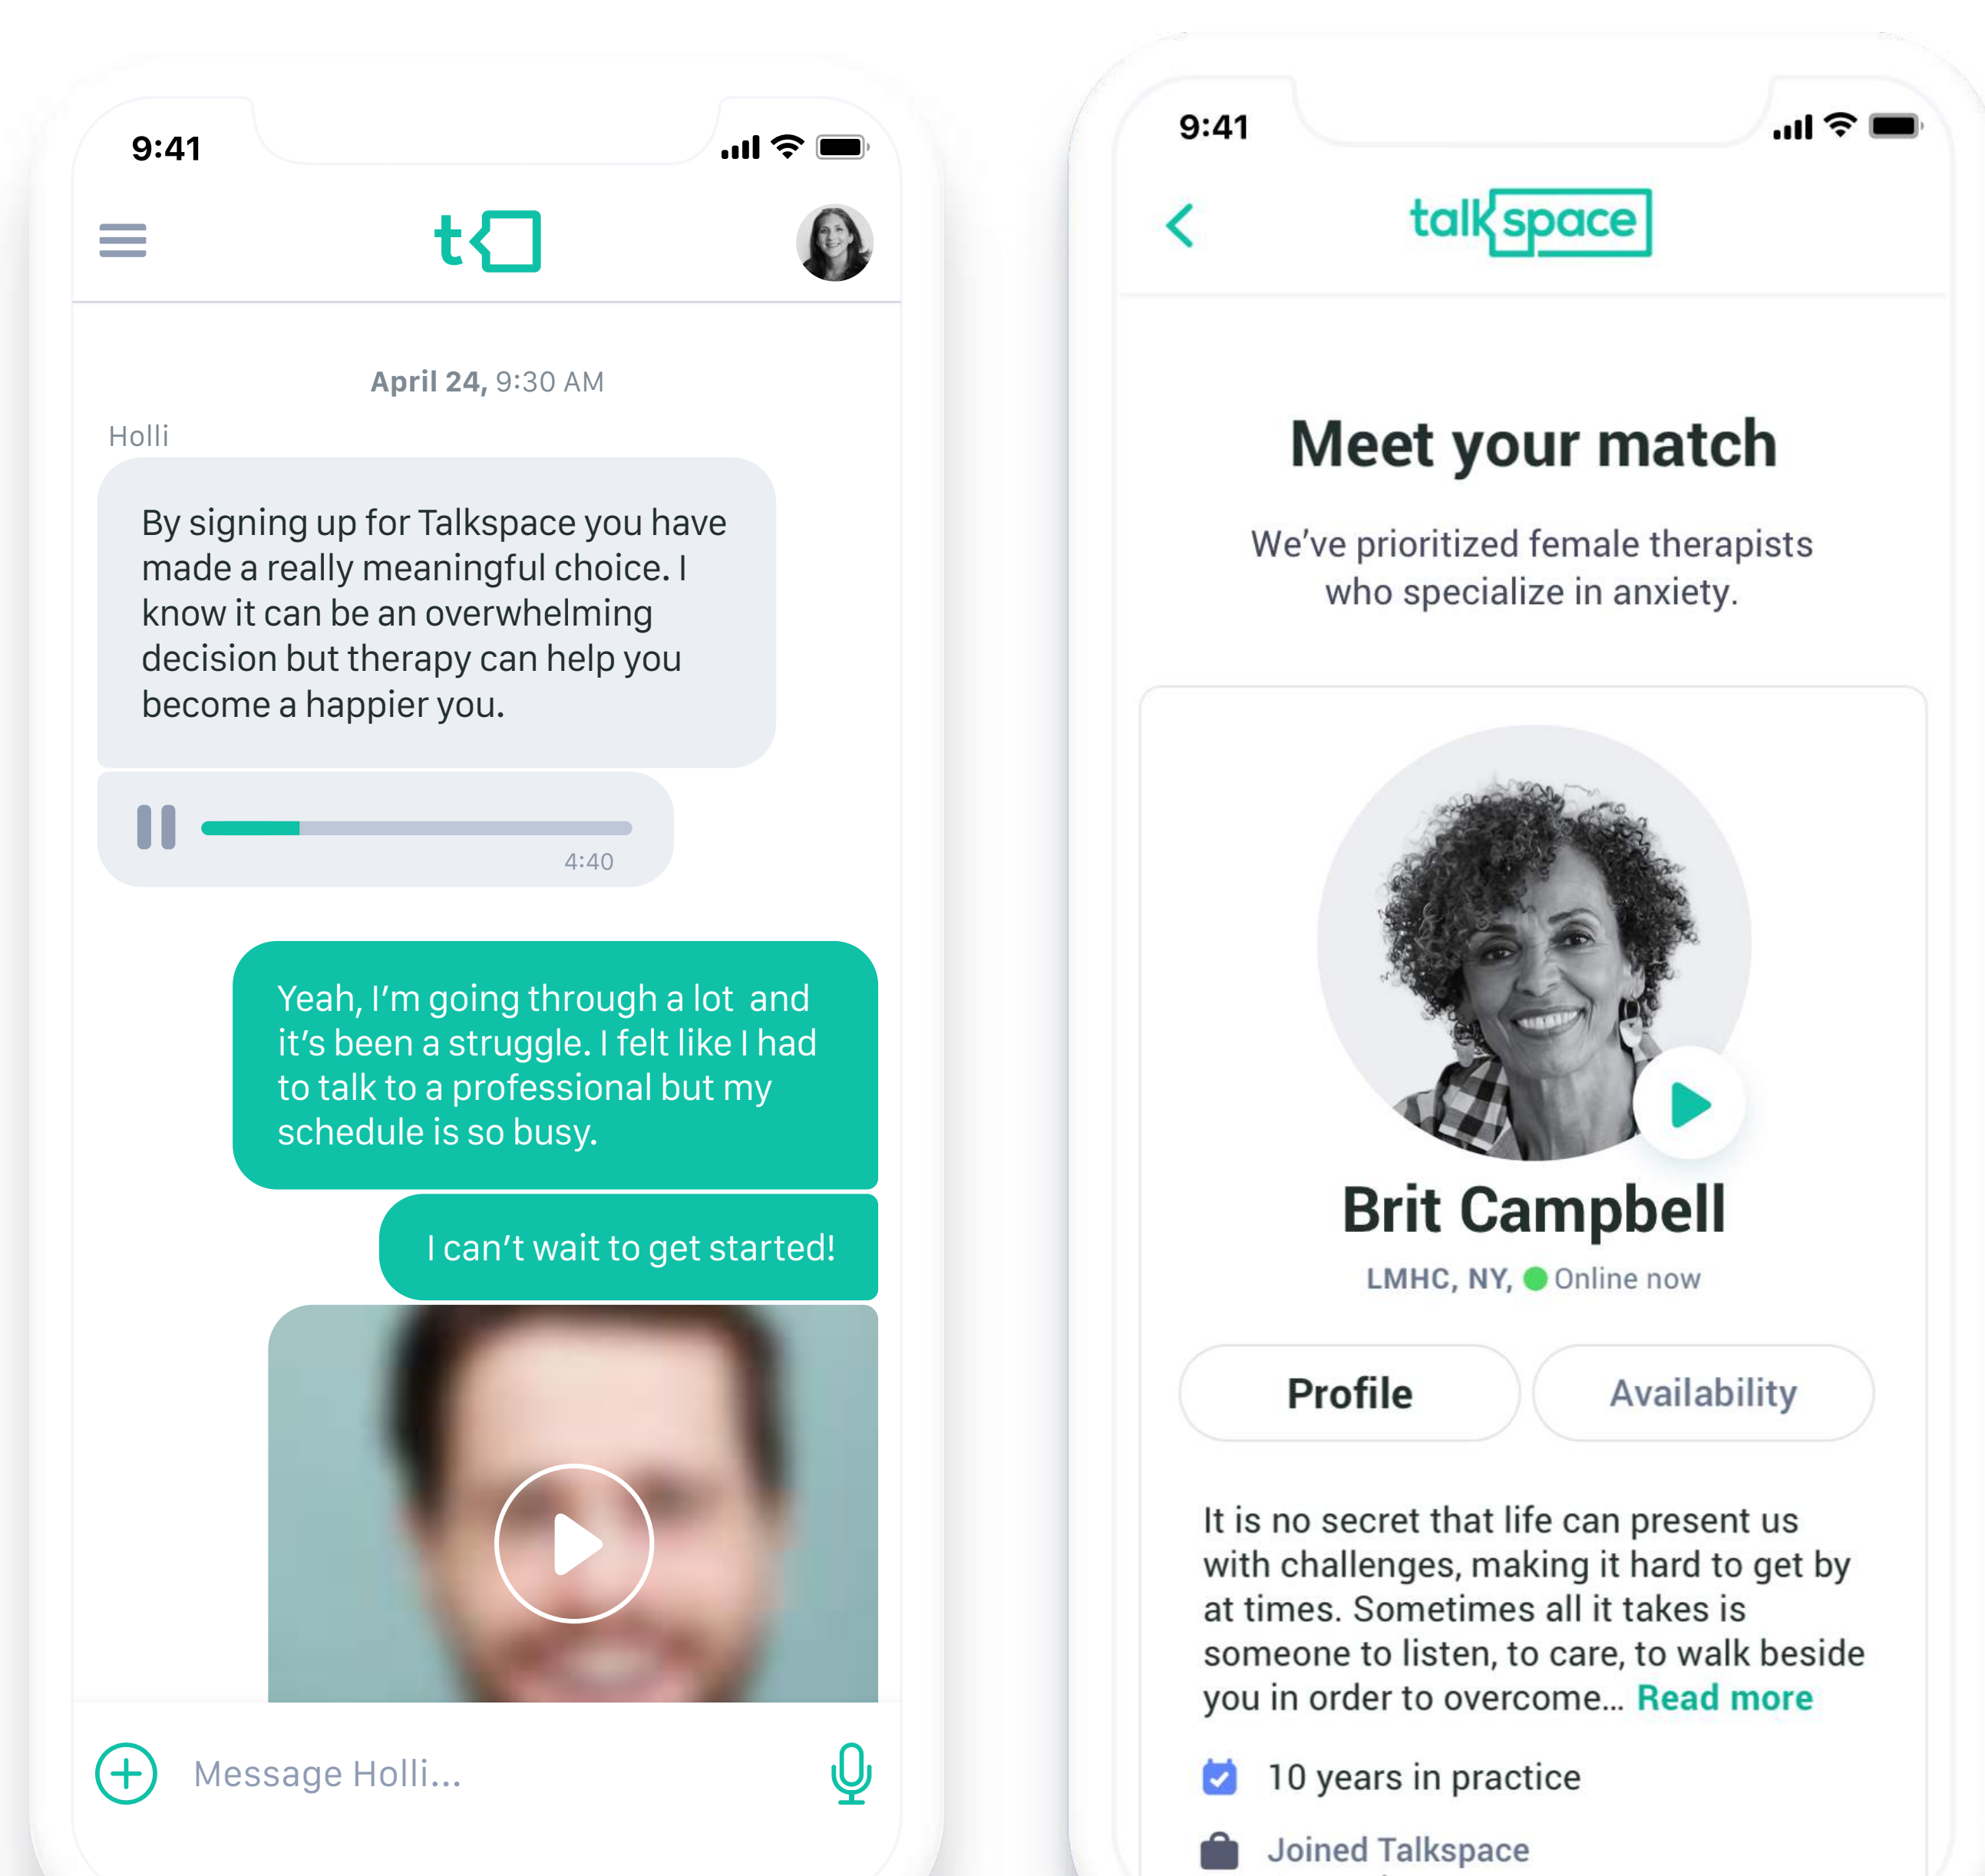 9:41
t
April 24, 9:30 AM
Holli
By signing up for Talkspace you have
made a really meaningful choice. I
know it can be an overwhelming
decision but therapy can help you
become a happier you.
4:40
Yeah, I'm going through a lot  and
it's been a struggle. I felt like I had
to talk to a professional but my
schedule is so busy.
I can't wait to get started!
Message Holli...
9:41
talkspace
Meet your match
We've prioritized female therapists
who specialize in anxiety.
Brit Campbell
LMHC, NY, Online now
Profile
Availability
It is no secret that life can present us
with challenges, making it hard to get by
at times. Sometimes all it takes is
someone to listen, to care, to walk beside
you in order to overcome... Read more
10 years in practice
Joined Talkspace